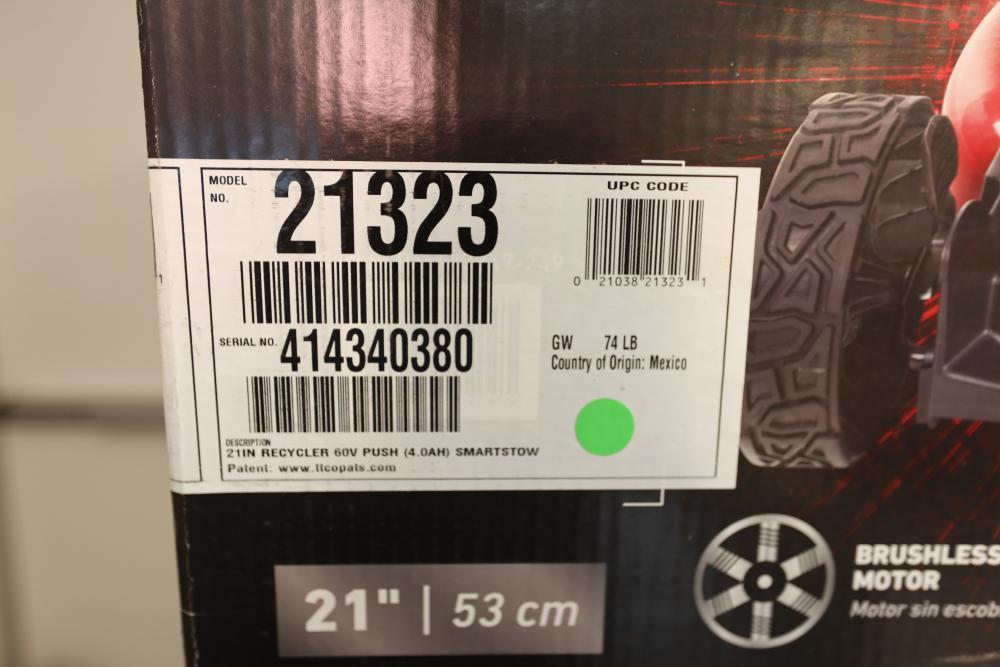 MODEL NO. 21323
UPC CODE
0 21038 21323 1
SERIAL NO. 414340380
GW 74 LB
Country of Origin: Mexico
DESCRIPTION
21IN RECYCLER 60V PUSH (4.0AH) SMARTSTOW
Patent: www.ttcopats.com
21" | 53 cm
BRUSHLESS
MOTOR
Motor sin escob